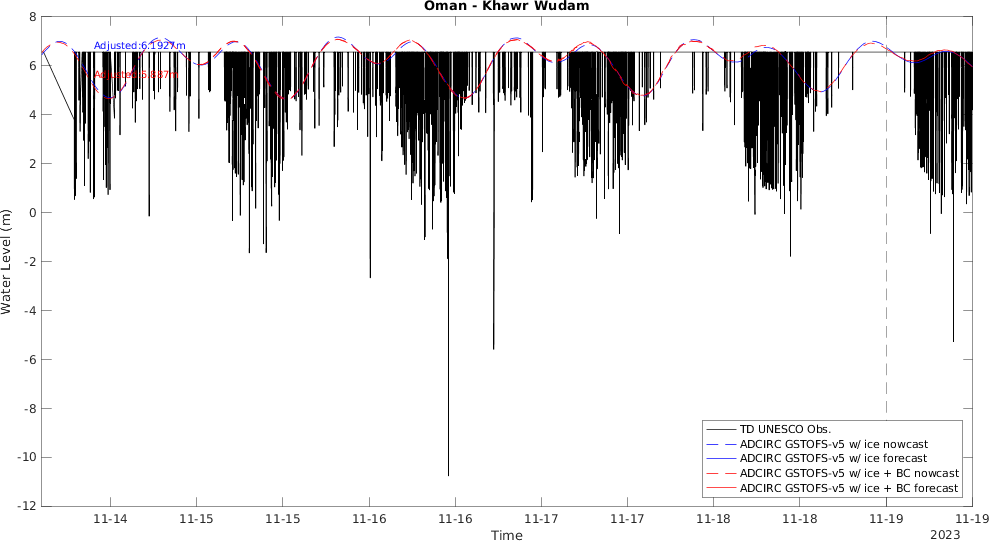 Oman - Khawr Wudam
8
6
4
2
0
-2
-4
-6
-8
-10
-12
Water Level (m)
Adjusted:6.1927m
TD UNESCO Obs.
ADCIRC GSTOFS-v5 w/ ice nowcast
ADCIRC GSTOFS-v5 w/ ice forecast
ADCIRC GSTOFS-v5 w/ ice + BC nowcast
ADCIRC GSTOFS-v5 w/ ice + BC forecast
11-14 11-15 11-15 11-16 11-16 11-17 11-17 11-18 11-18 11-19 11-19
Time
2023